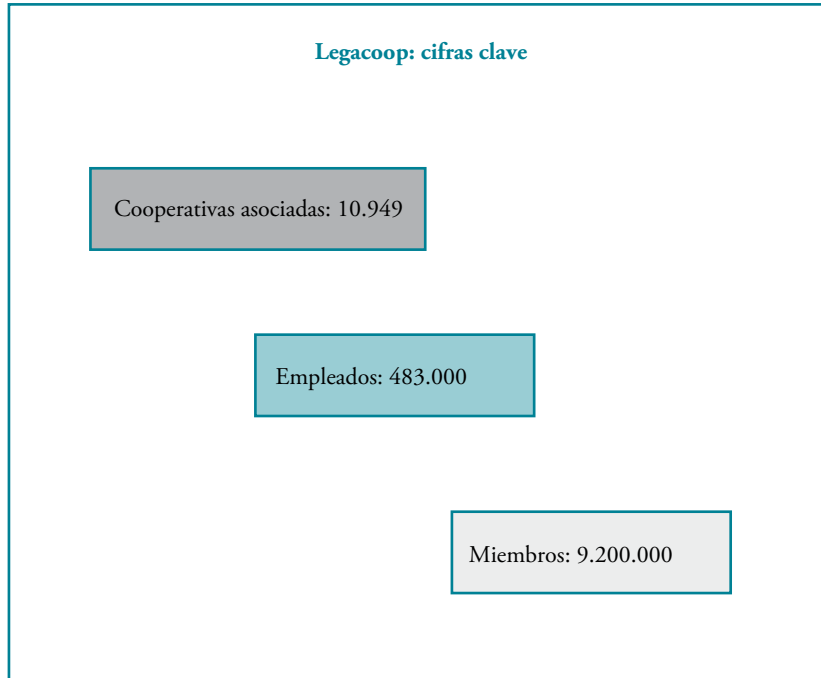 Legacoop: cifras clave
Cooperativas asociadas: 10.949
Empleados: 483.000
Miembros: 9.200.000